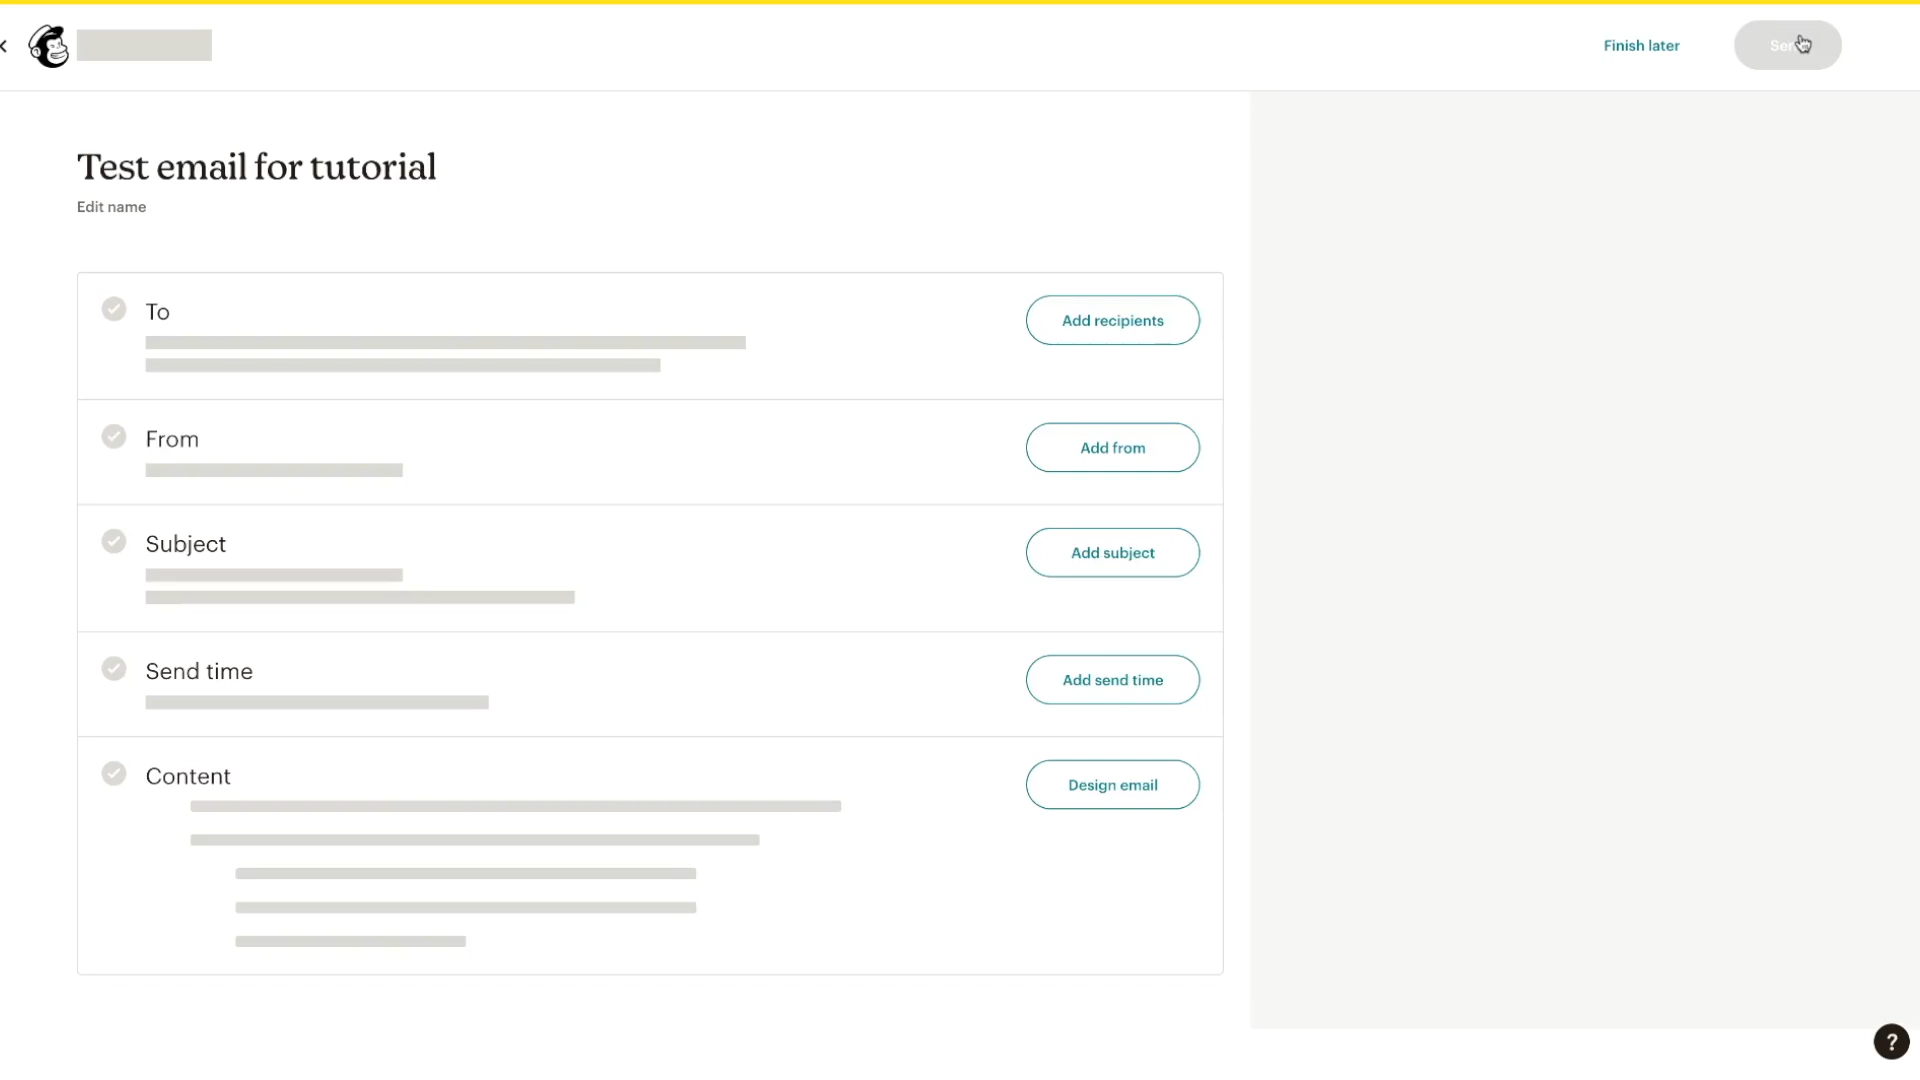 Finish later
Test email for tutorial
Edit name
To
Add recipients
From
Add from
Subject
Add subject
Send time
Add send time
Content
Design email
?